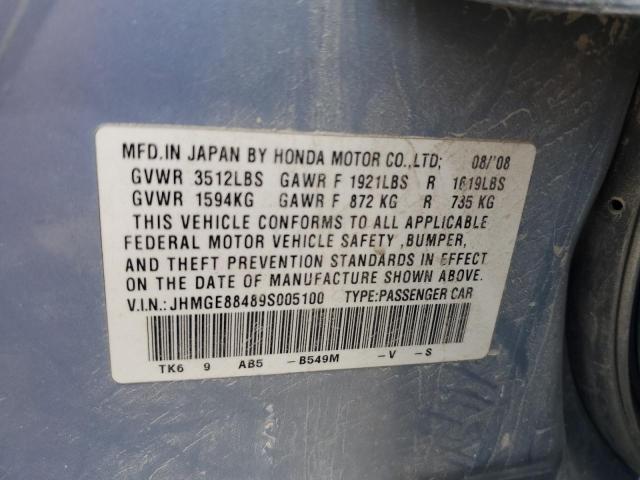 MFD.IN JAPAN BY HONDA MOTOR CO.,LTD; 08/'08
GVWR 3512LBS GAWR F 1921LBS R 1619LBS
GVWR 1594KG GAWR F 872 KG R 735 KG
THIS VEHICLE CONFORMS TO ALL APPLICABLE
FEDERAL MOTOR VEHICLE SAFETY ,BUMPER,
AND THEFT PREVENTION STANDARDS IN EFFECT
ON THE DATE OF MANUFACTURE SHOWN ABOVE.
V.I.N.: JHMGE88489S005100 TYPE:PASSENGER CAR
TK6 9 AB5 -B549M -V -S